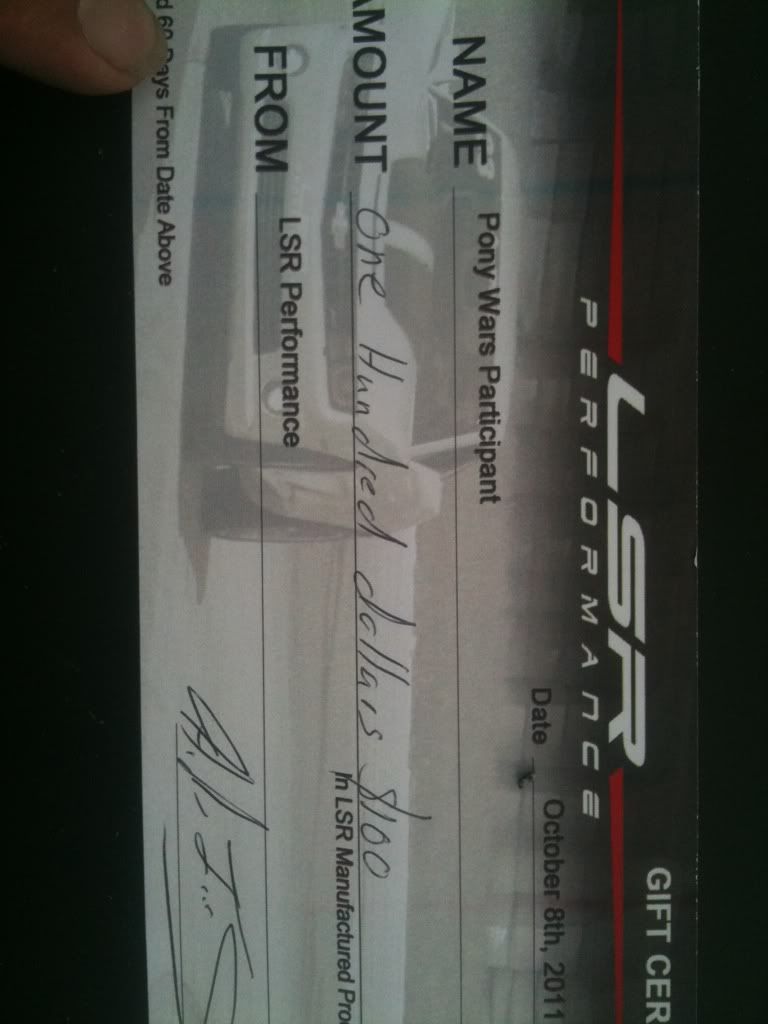 GIFT CER
LSR
PERFORMANCE
Date October 8th, 2011
NAME Pony Wars Participant
AMOUNT One Hundred dollars $100
In LSR Manufactured Pro
FROM LSR Performance
d 60 Days From Date Above